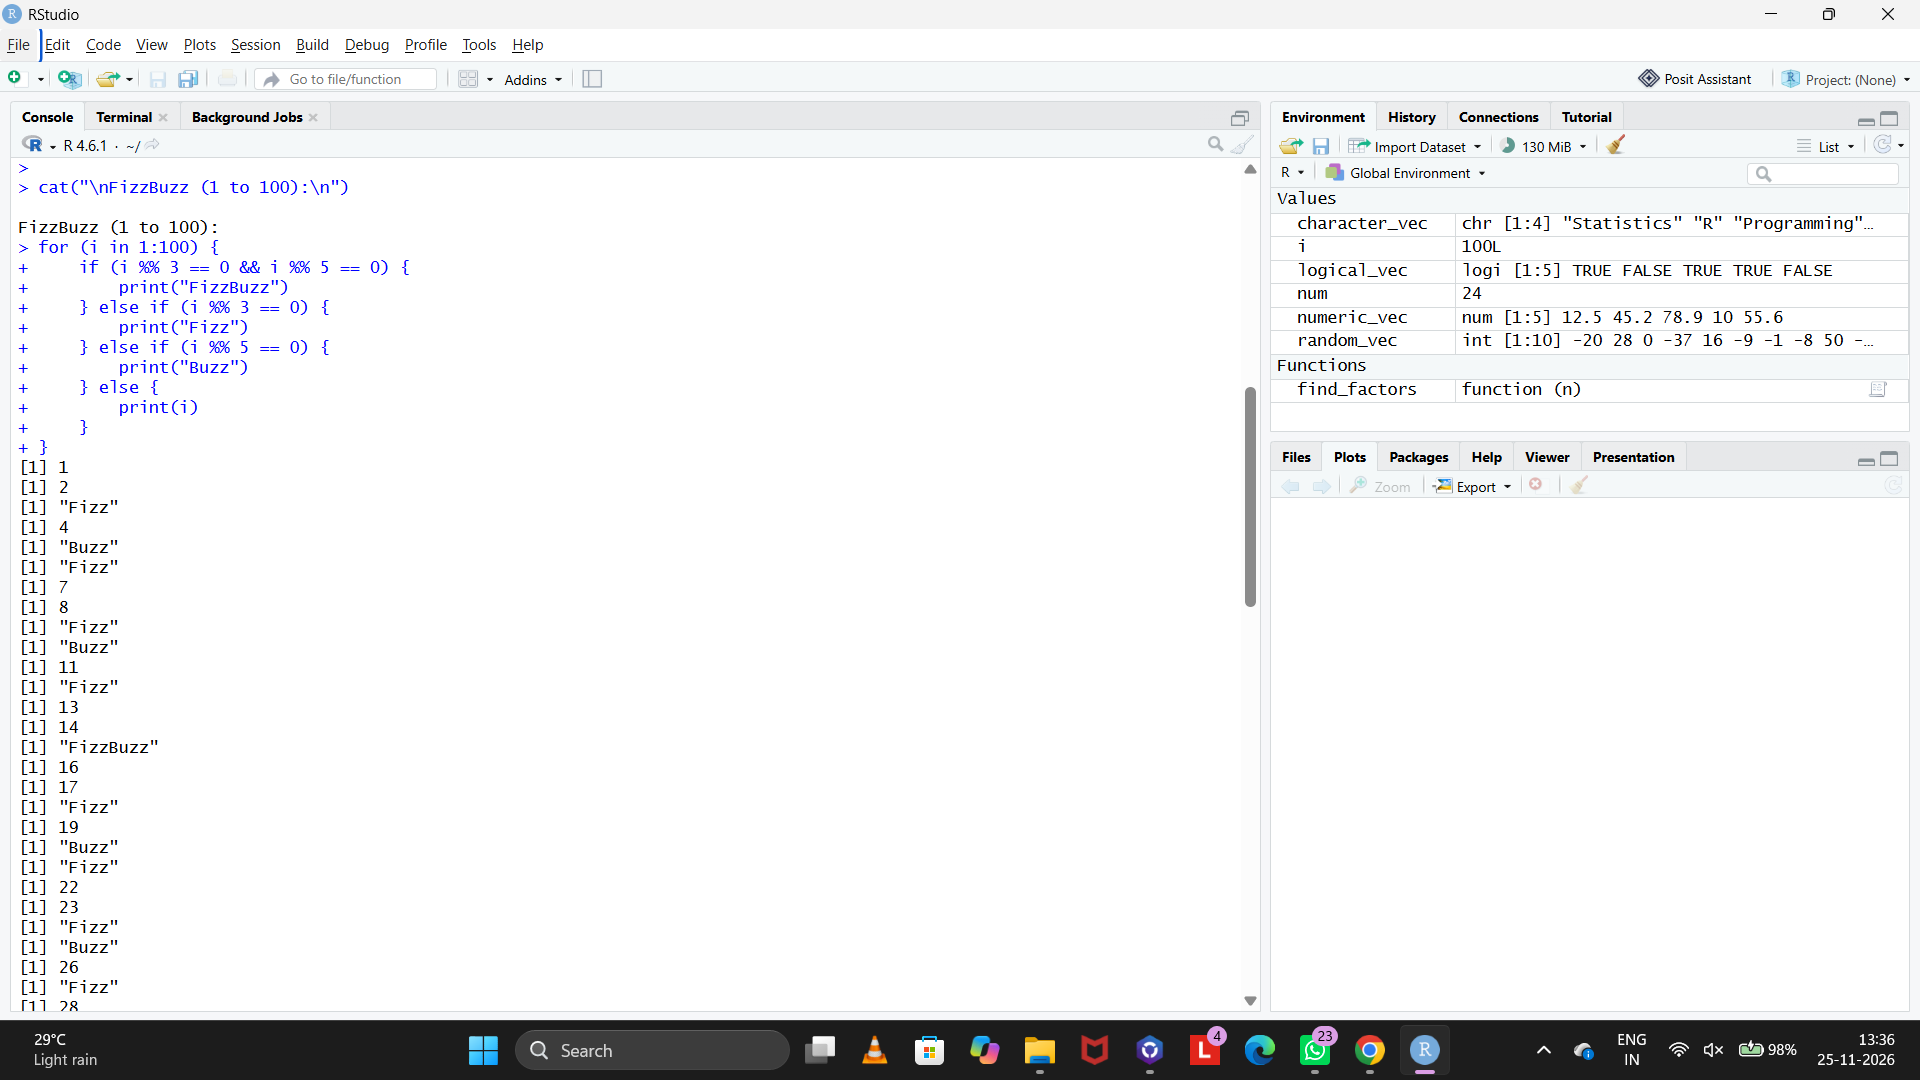 RStudio
File Edit Code View Plots Session Build Debug Profile Tools Help
Go to file/function Addins Posit Assistant Project: (None)
Console Terminal Background Jobs
R 4.6.1 · ~/
>
> cat("\nFizzBuzz (1 to 100):\n")
FizzBuzz (1 to 100):
> for (i in 1:100) {
+     if (i %% 3 == 0 && i %% 5 == 0) {
+         print("FizzBuzz")
+     } else if (i %% 3 == 0) {
+         print("Fizz")
+     } else if (i %% 5 == 0) {
+         print("Buzz")
+     } else {
+         print(i)
+     }
+ }
[1] 1
[1] 2
[1] "Fizz"
[1] 4
[1] "Buzz"
[1] "Fizz"
[1] 7
[1] 8
[1] "Fizz"
[1] "Buzz"
[1] 11
[1] "Fizz"
[1] 13
[1] 14
[1] "FizzBuzz"
[1] 16
[1] 17
[1] "Fizz"
[1] 19
[1] "Buzz"
[1] "Fizz"
[1] 22
[1] 23
[1] "Fizz"
[1] "Buzz"
[1] 26
[1] "Fizz"
[1] 28
Environment History Connections Tutorial
Import Dataset 130 MiB List
R Global Environment
Values
character_vec chr [1:4] "Statistics" "R" "Programming"…
i 100L
logical_vec logi [1:5] TRUE FALSE TRUE TRUE FALSE
num 24
numeric_vec num [1:5] 12.5 45.2 78.9 10 55.6
random_vec int [1:10] -20 28 0 -37 16 -9 -1 -8 50 -…
Functions
find_factors function (n)
Files Plots Packages Help Viewer Presentation
Zoom Export
29°C
Light rain
Search
4
L
23
R
ENG
IN
98%
13:36
25-11-2026